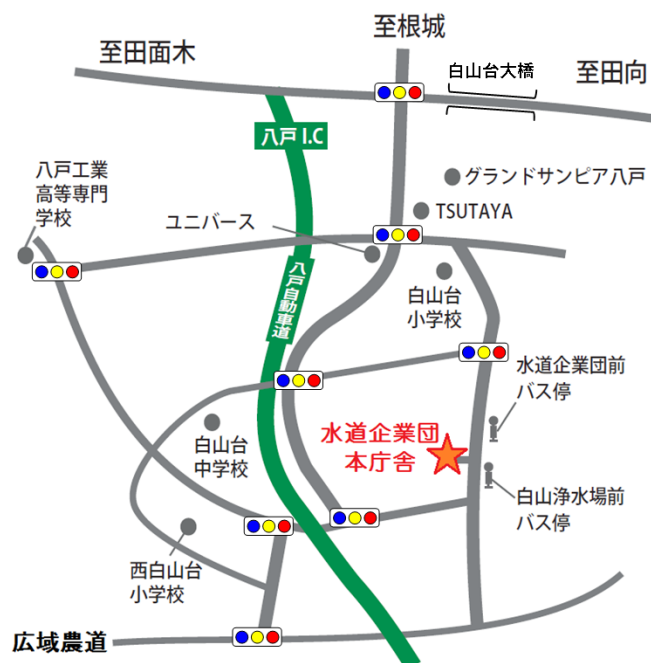 至根城
至田面木
白山台大橋
至田向
八戸I.C
八戸工業
高等専門
学校
グランドサンピア八戸
TSUTAYA
ユニバース
八戸自動車道
白山台
小学校
水道企業団前
バス停
白山台
中学校
水道企業団
本庁舎
白山浄水場前
バス停
西白山台
小学校
広域農道